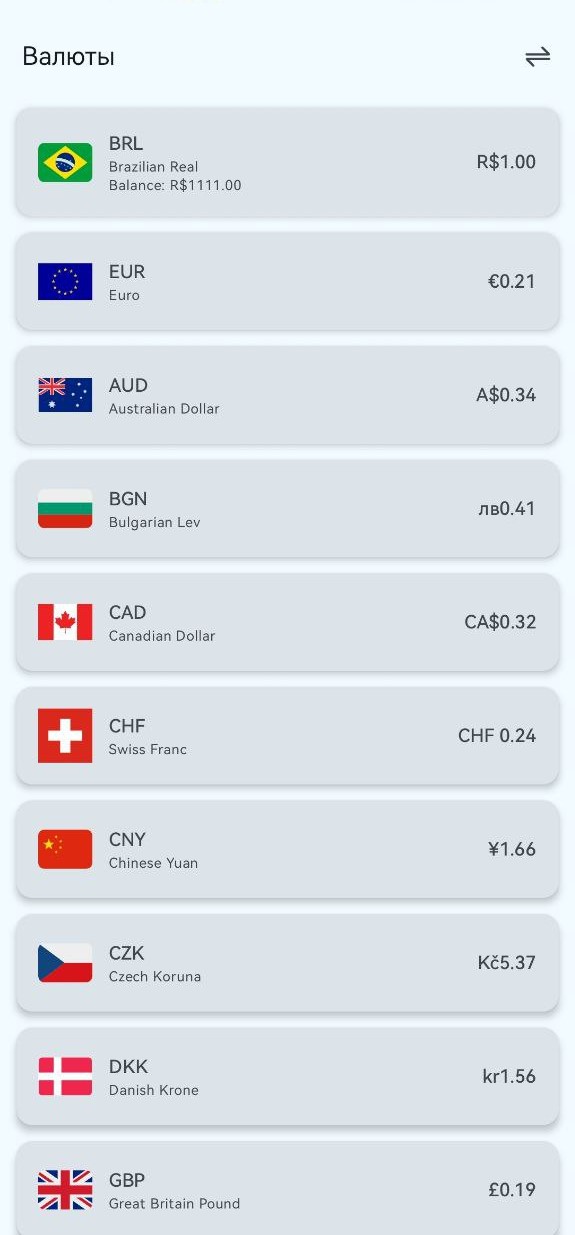 Валюты
BRL
Brazilian Real
Balance: R$1111.00
R$1.00
EUR
Euro
€0.21
AUD
Australian Dollar
A$0.34
BGN
Bulgarian Lev
лв0.41
CAD
Canadian Dollar
CA$0.32
CHF
Swiss Franc
CHF 0.24
CNY
Chinese Yuan
¥1.66
CZK
Czech Koruna
Kč5.37
DKK
Danish Krone
kr1.56
GBP
Great Britain Pound
£0.19